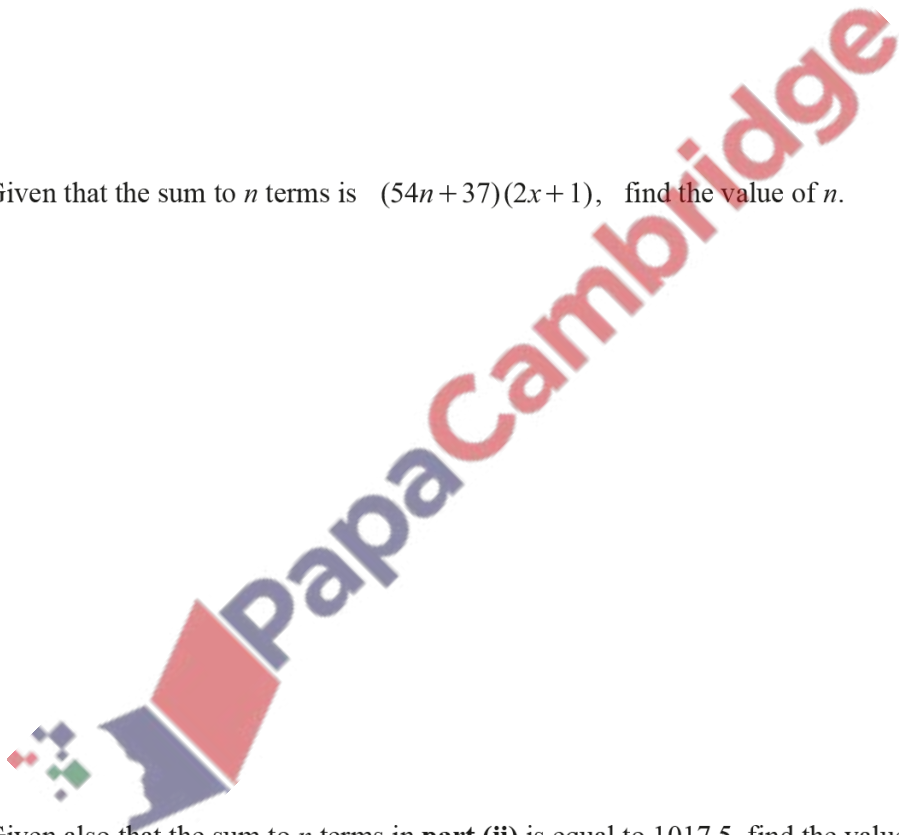 Given that the sum to n terms is (54n+37)(2x+1), find the value of n.
PapaCambridge
Given also that the sum to n terms in part (ii) is equal to 1017.5, find the value